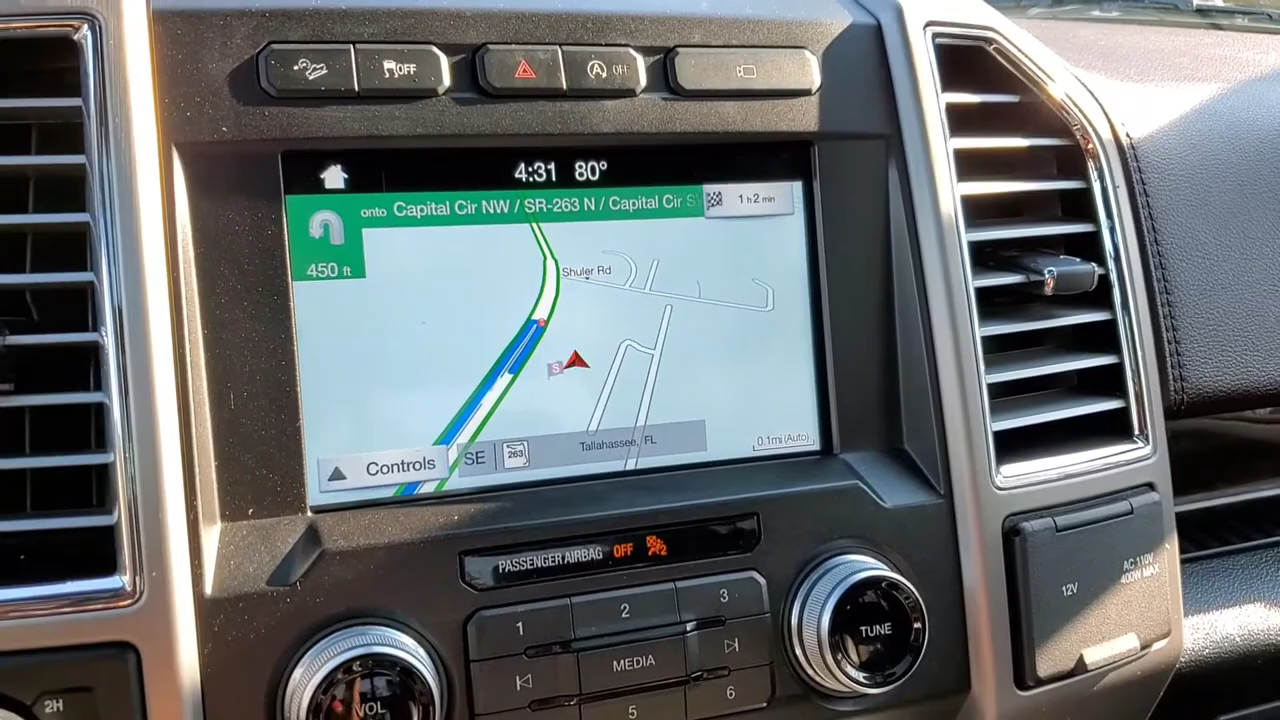 OFF
OFF
4:31 80°
onto Capital Cir NW / SR-263 N / Capital Cir S
1 h 2 min
450 ft
Shuler Rd
S
Controls
SE
263
Tallahassee, FL
0.1mi (Auto)
PASSENGER AIRBAG OFF
2
1
2
3
MEDIA
5
6
VOL
TUNE
12V
AC 110V
400W MAX
2H